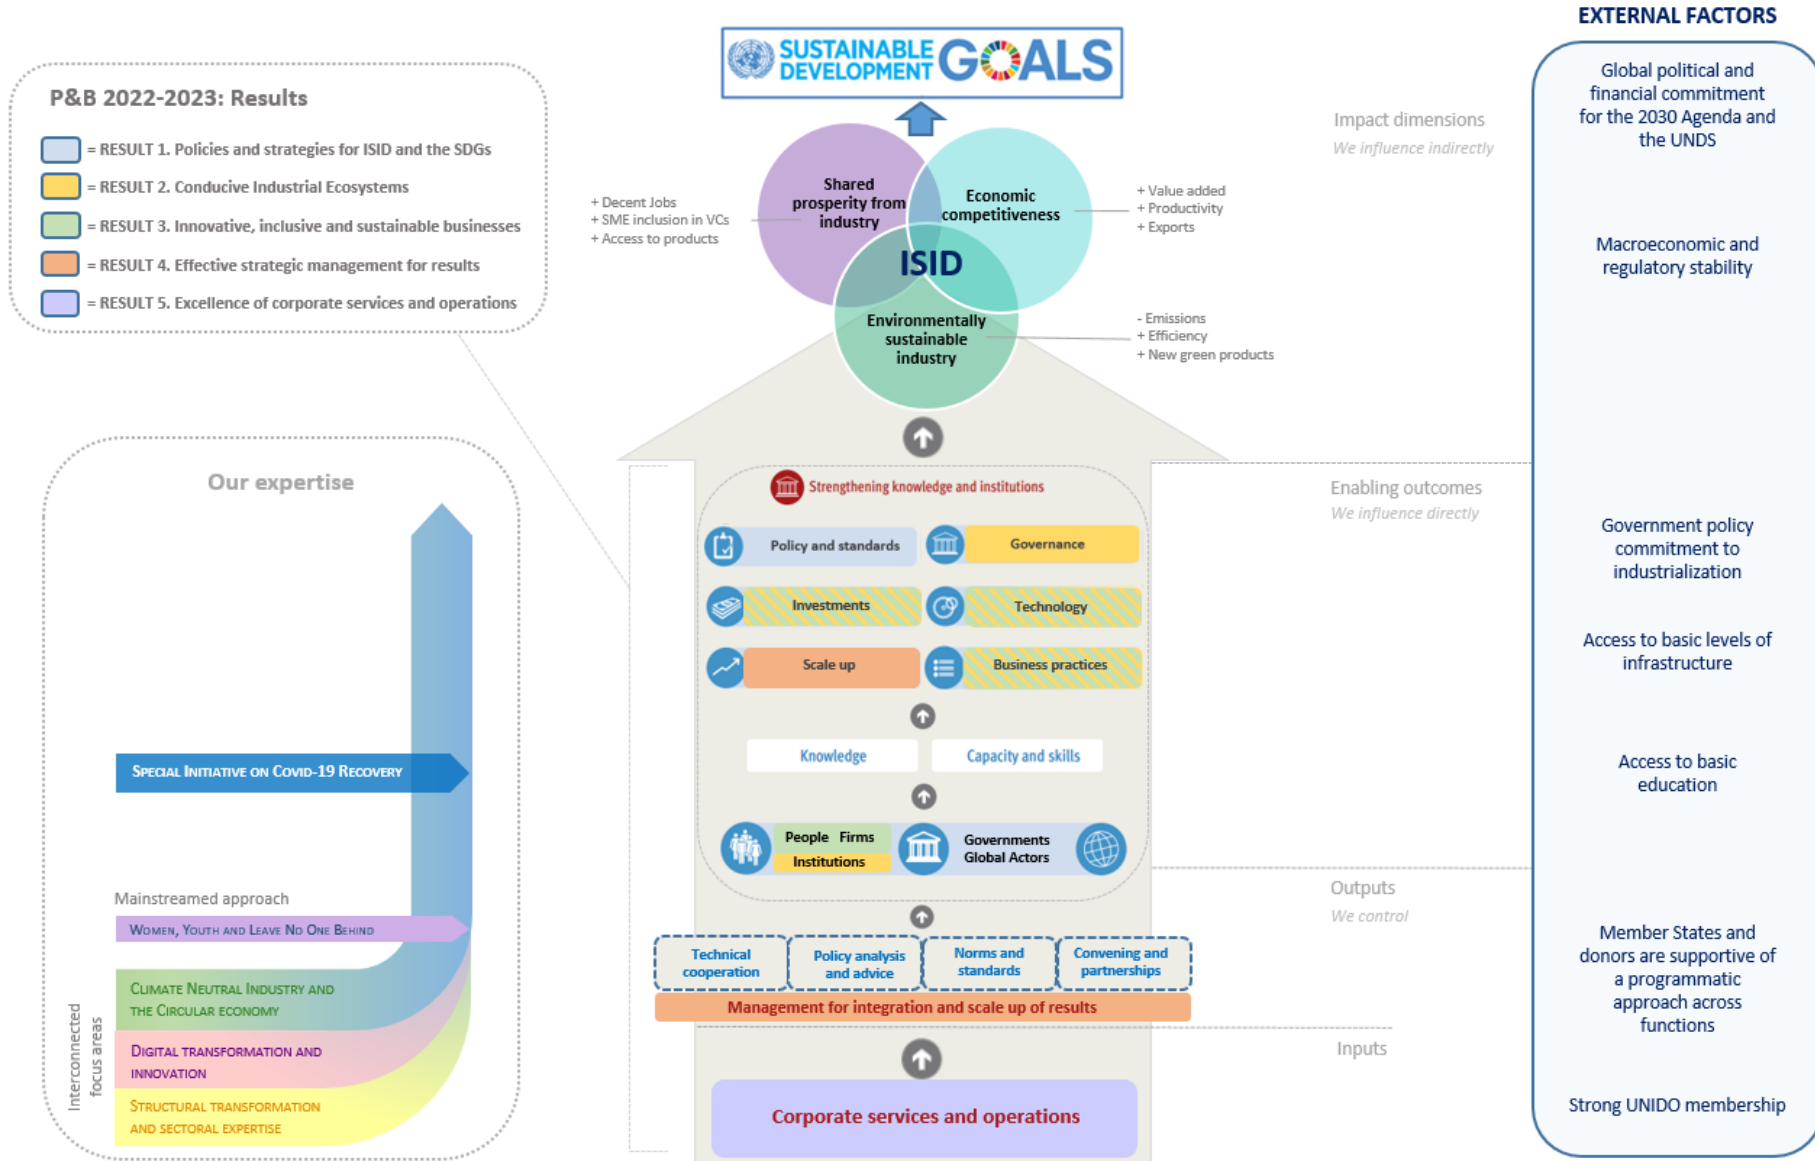 EXTERNAL FACTORS
SUSTAINABLE
DEVELOPMENT
GOALS
P&B 2022-2023: Results
= RESULT 1. Policies and strategies for ISID and the SDGs
= RESULT 2. Conducive Industrial Ecosystems
= RESULT 3. Innovative, inclusive and sustainable businesses
= RESULT 4. Effective strategic management for results
= RESULT 5. Excellence of corporate services and operations
+ Decent Jobs
+ SME inclusion in VCs
+ Access to products
Shared
prosperity from
industry
Economic
competitiveness
ISID
Environmentally
sustainable
industry
+ Value added
+ Productivity
+ Exports
- Emissions
+ Efficiency
+ New green products
Impact dimensions
We influence indirectly
Our expertise
SPECIAL INITIATIVE ON COVID-19 RECOVERY
Mainstreamed approach
WOMEN, YOUTH AND LEAVE NO ONE BEHIND
Interconnected
focus areas
CLIMATE NEUTRAL INDUSTRY AND
THE CIRCULAR ECONOMY
DIGITAL TRANSFORMATION AND
INNOVATION
STRUCTURAL TRANSFORMATION
AND SECTORAL EXPERTISE
Strengthening knowledge and institutions
Policy and standards
Governance
Investments
Technology
Scale up
Business practices
Knowledge
Capacity and skills
People Firms
Institutions
Governments
Global Actors
Technical
cooperation
Policy analysis
and advice
Norms and
standards
Convening and
partnerships
Management for integration and scale up of results
Corporate services and operations
Enabling outcomes
We influence directly
Outputs
We control
Inputs
Global political and
financial commitment
for the 2030 Agenda and
the UNDS
Macroeconomic and
regulatory stability
Government policy
commitment to
industrialization
Access to basic levels of
infrastructure
Access to basic
education
Member States and
donors are supportive of
a programmatic
approach across
functions
Strong UNIDO membership